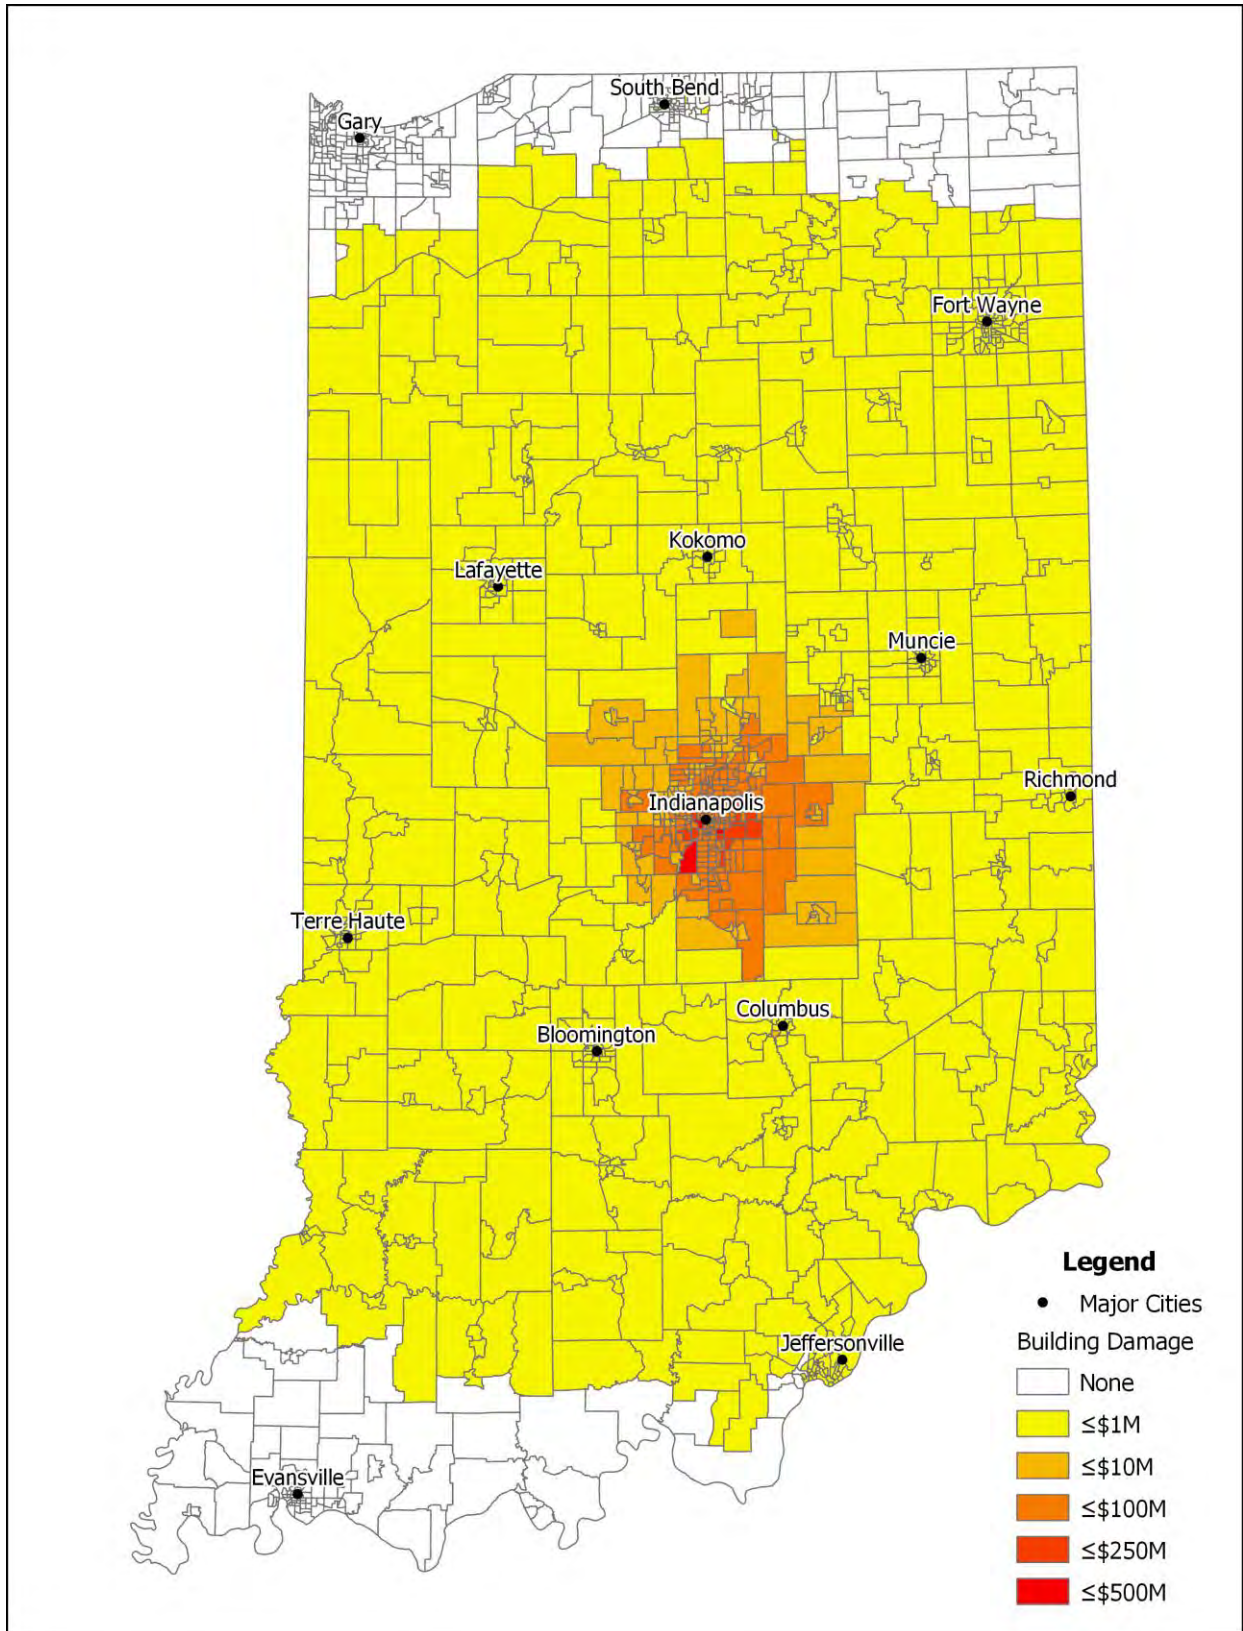 South Bend
Gary
Fort Wayne
Kokomo
Lafayette
Muncie
Richmond
Indianapolis
Terre Haute
Columbus
Bloomington
Jeffersonville
Evansville
Legend
Major Cities
Building Damage
None
≤$1M
≤$10M
≤$100M
≤$250M
≤$500M